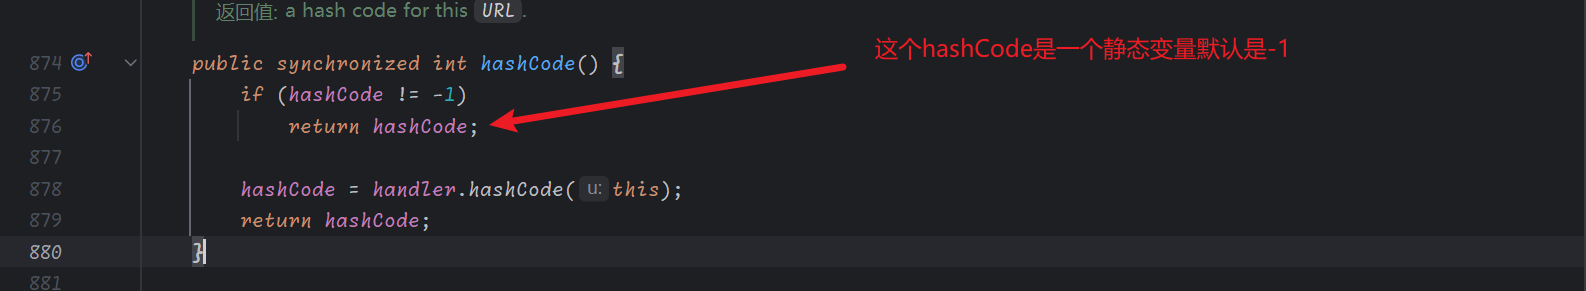 返回值: a hash code for this URL.
这个hashCode是一个静态变量默认是-1
874 public synchronized int hashCode() {
875 if (hashCode != -1)
876 return hashCode;
877
878 hashCode = handler.hashCode( u: this);
879 return hashCode;
880 }
881